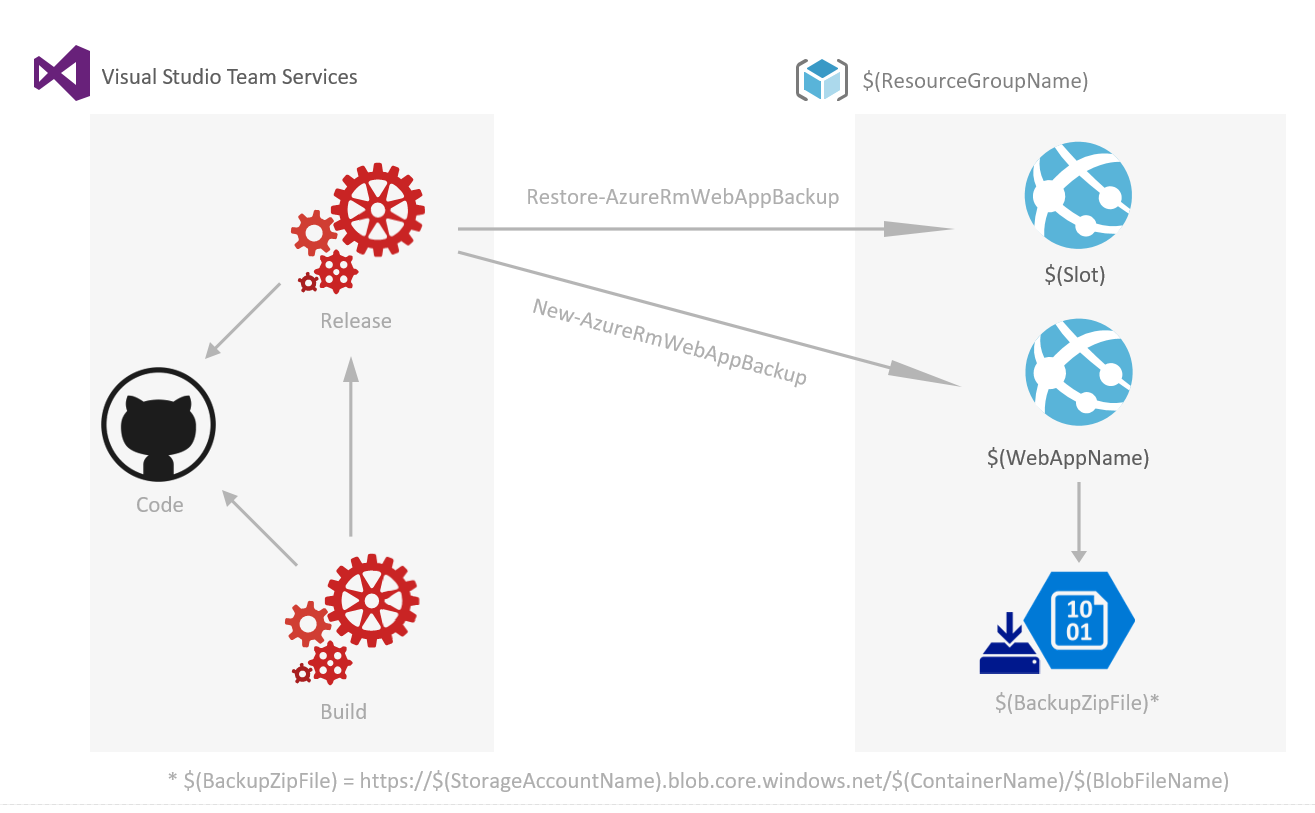 Visual Studio Team Services
$(ResourceGroupName)
Restore-AzureRmWebAppBackup
$(Slot)
Release
New-AzureRmWebAppBackup
$(WebAppName)
Code
10
01
$(BackupZipFile)*
Build
* $(BackupZipFile) = https://$(StorageAccountName).blob.core.windows.net/$(ContainerName)/$(BlobFileName)